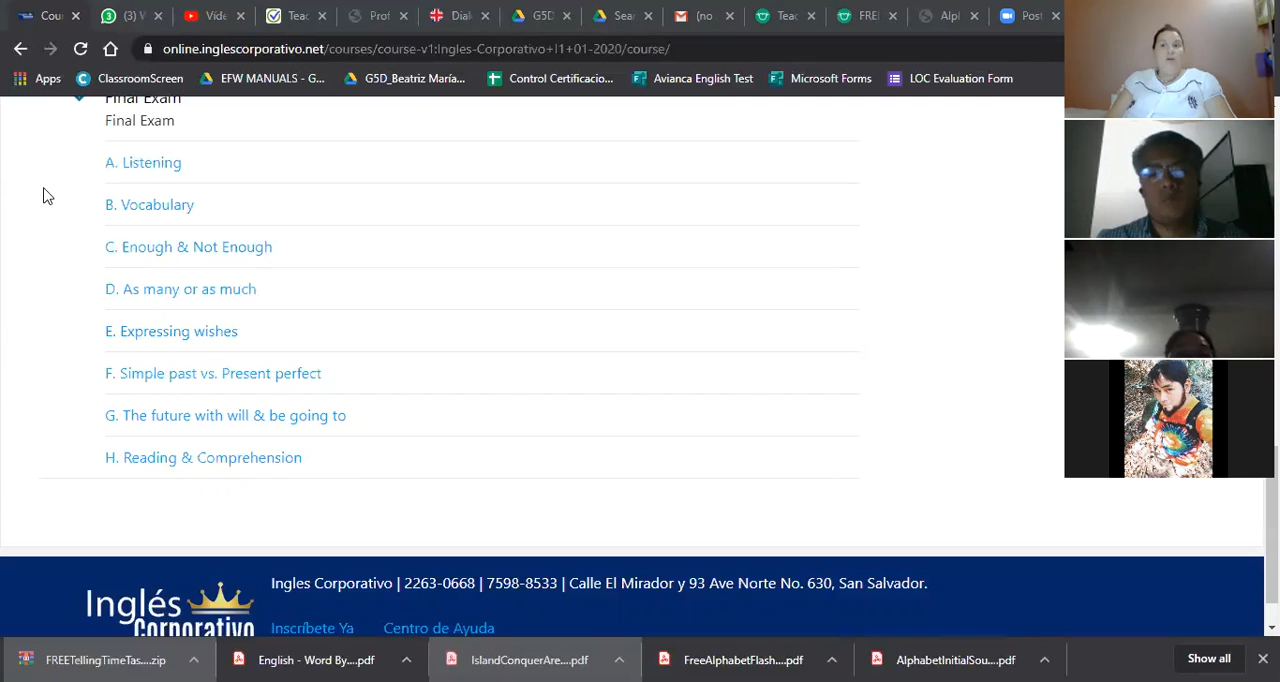 Cou
(3) W
Vide
Teac
Prof
Dial
G5D
Sear
(no
Teac
FREE
Alph
Post
online.inglescorporativo.net/courses/course-v1:Ingles-Corporativo+I1+01-2020/course/
Apps
ClassroomScreen
EFW MANUALS - G...
G5D_Beatriz María...
Control Certificacio...
Avianca English Test
Microsoft Forms
LOC Evaluation Form
Final Exam
Final Exam
A. Listening
B. Vocabulary
C. Enough & Not Enough
D. As many or as much
E. Expressing wishes
F. Simple past vs. Present perfect
G. The future with will & be going to
H. Reading & Comprehension
Inglés
Corporativo
Ingles Corporativo | 2263-0668 | 7598-8533 | Calle El Mirador y 93 Ave Norte No. 630, San Salvador.
Inscríbete Ya
Centro de Ayuda
FREETellingTimeTas....zip
English - Word By....pdf
IslandConquerAre....pdf
FreeAlphabetFlash....pdf
AlphabetInitialSou....pdf
Show all